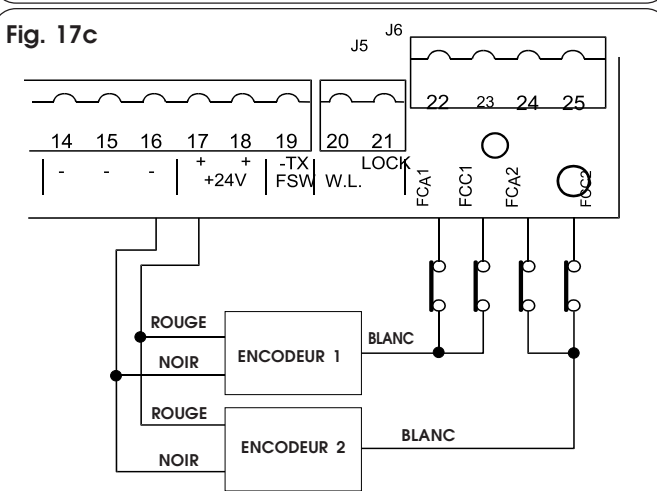 Fig. 17c
J5
J6
22 23 24 25
14 15 16 17 18 19 20 21
- - - + + -TX LOCK
+24V FSW W.L.
FCA1 FCC1 FCA2 FCC2
ROUGE
BLANC
ENCODEUR 1
NOIR
ROUGE
BLANC
ENCODEUR 2
NOIR